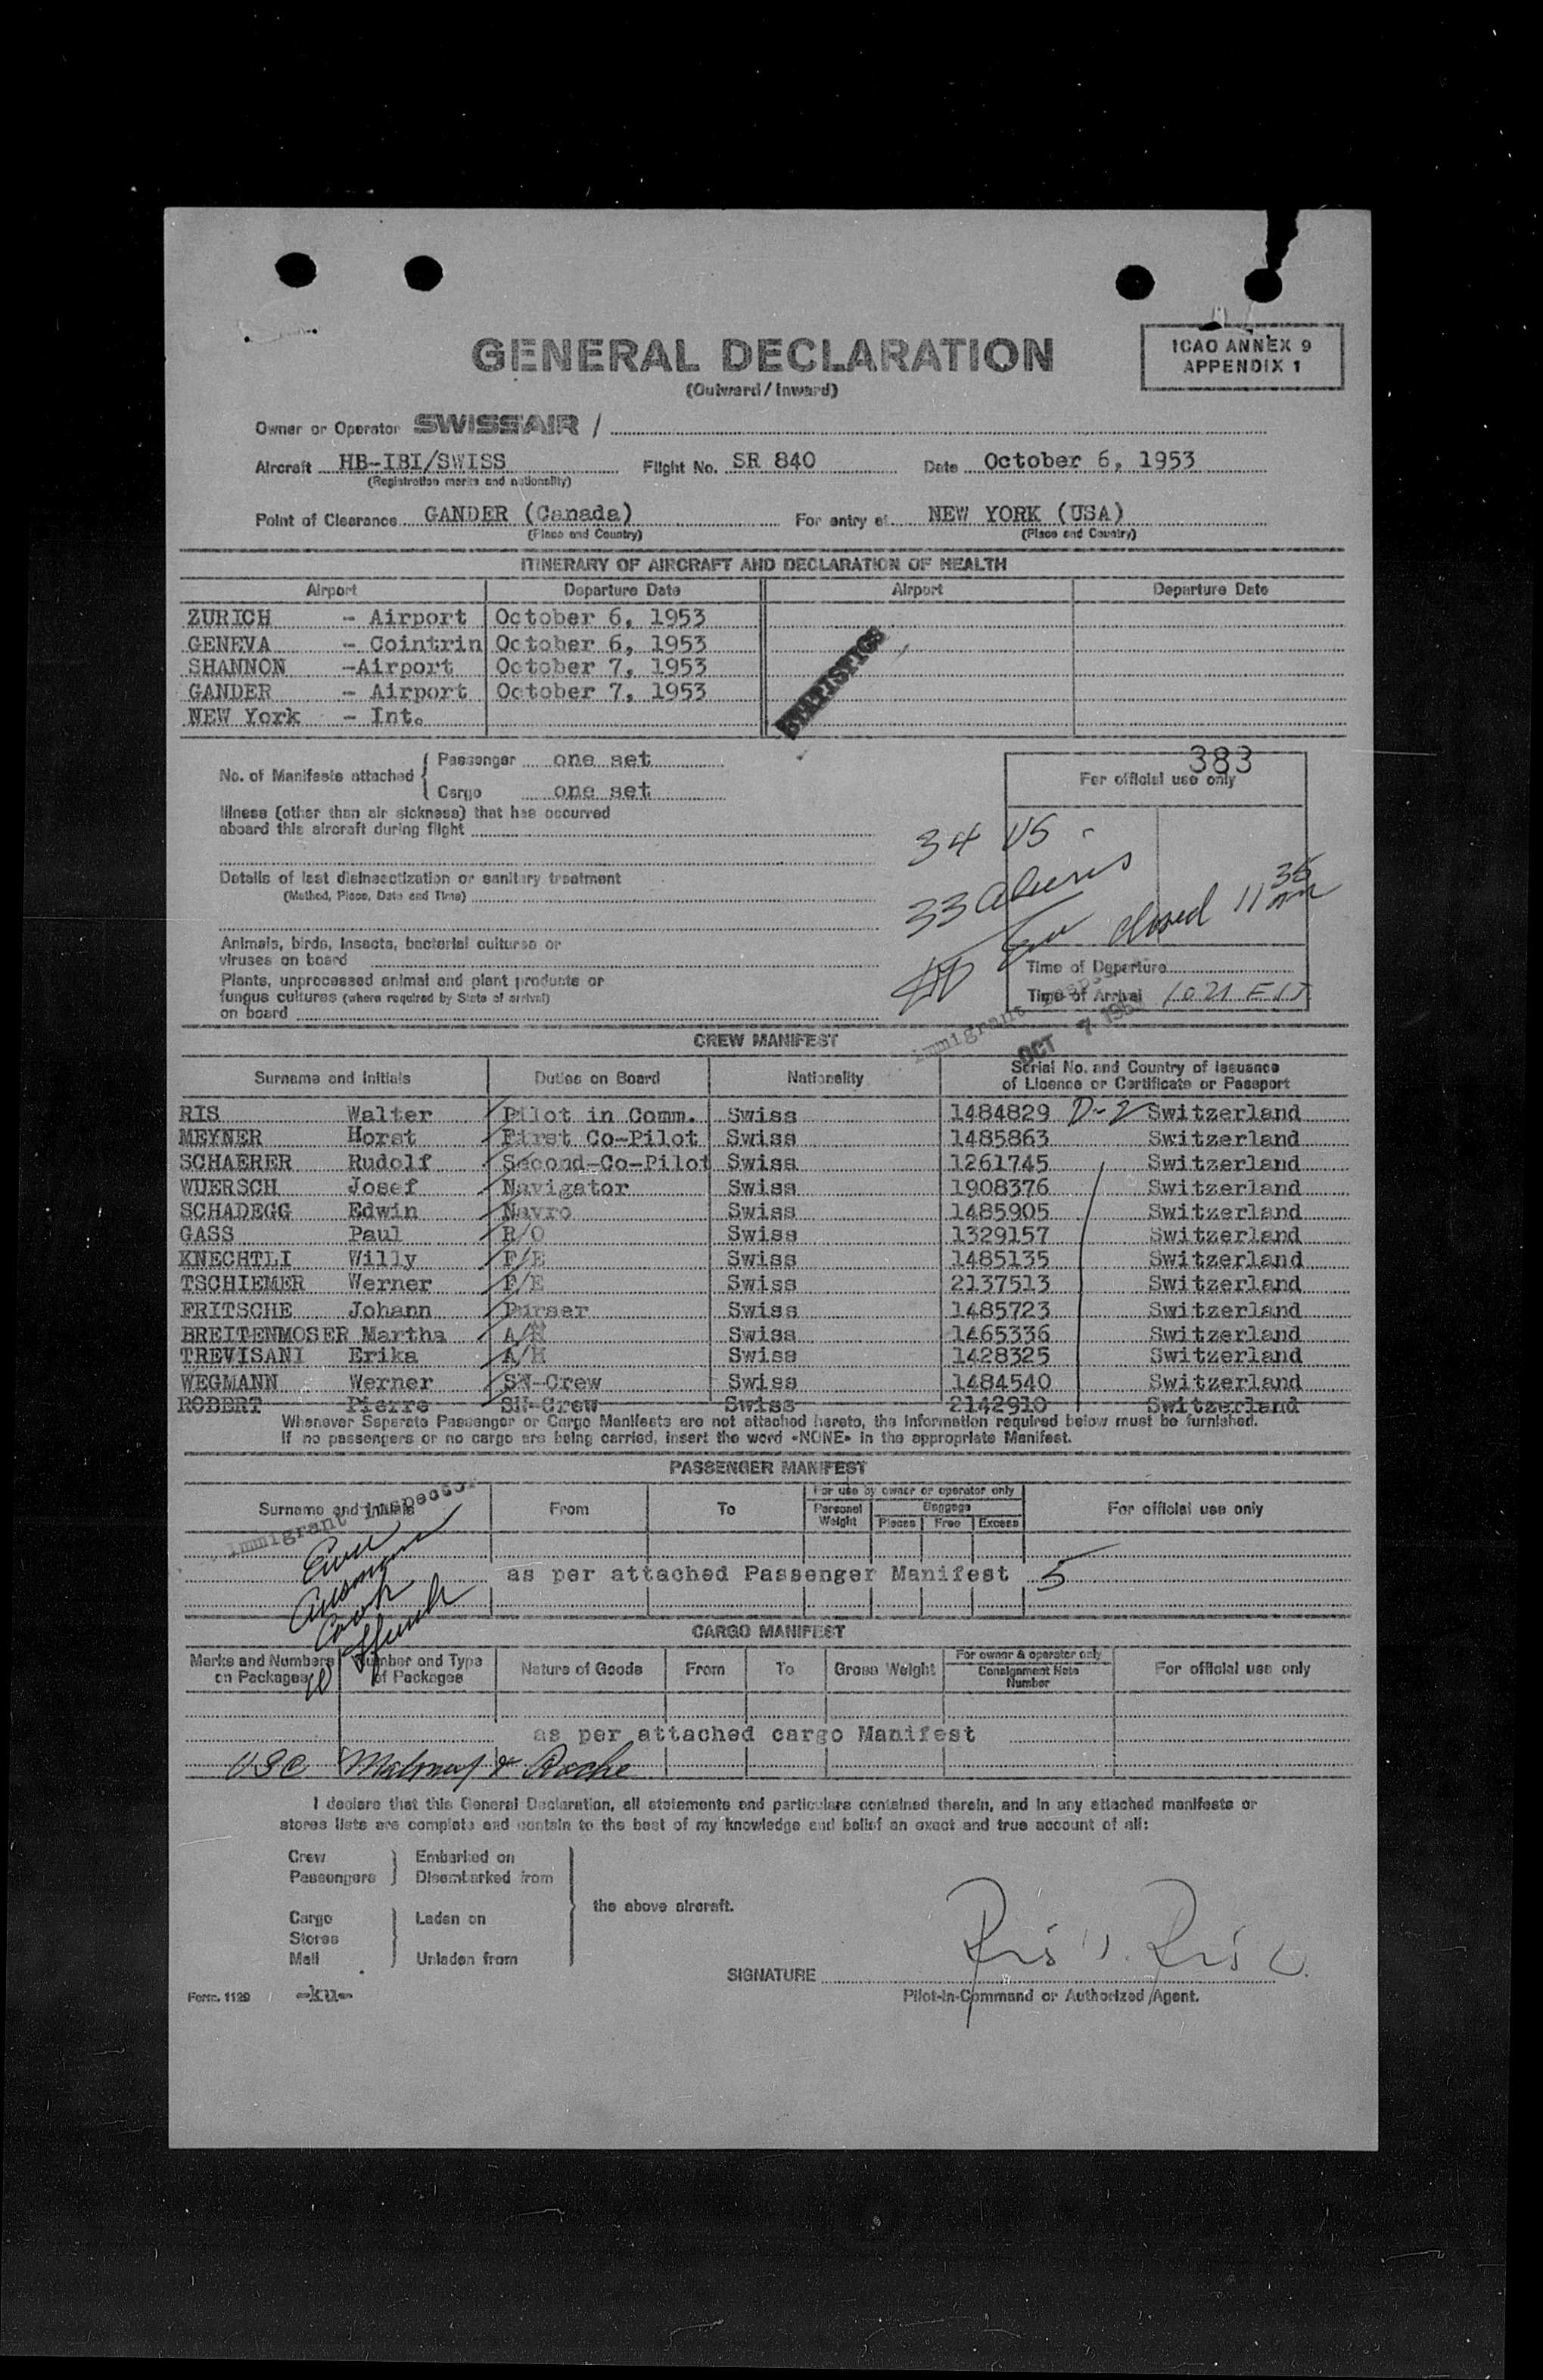 GENERAL DECLARATION
(Outward / Inward)
ICAO ANNEX 9
APPENDIX 1
Owner or Operator SWISSAIR /
Aircraft HB-IBI/SWISS Flight No. SR 840 Date October 6, 1953
(Registration marks and nationality)
Point of Clearance GANDER (Canada) For entry at NEW YORK (USA)
(Place and Country) (Place and Country)
ITINERARY OF AIRCRAFT AND DECLARATION OF HEALTH
Airport Departure Date Airport Departure Date
ZURICH - Airport October 6, 1953
GENEVA - Cointrin October 6, 1953
SHANNON -Airport October 7, 1953
GANDER - Airport October 7, 1953
NEW York - Int.
STATISTICS
383
No. of Manifests attached
Passenger one set
Cargo one set
For official use only
Illness (other than air sickness) that has occurred
aboard this aircraft during flight
34 US
Details of last disinsectization or sanitary treatment
(Method, Place, Date and Time)
33 Aliens
closed 11 35
Animals, birds, insects, bacterial cultures or
viruses on board
Time of Departure
Plants, unprocessed animal and plant products or
fungus cultures (where required by State of arrival)
on board
Time of Arrival 1021 EST
Immigrant Inspector
OCT 7 195
CREW MANIFEST
Surname and Initials Duties on Board Nationality Serial No. and Country of Issuance
of Licence or Certificate or Passport
RIS Walter Pilot in Comm. Swiss 1484829 D-2 Switzerland
MEYNER Horst First Co-Pilot Swiss 1485863 Switzerland
SCHAERER Rudolf Second-Co-Pilot Swiss 1261745 Switzerland
WUERSCH Josef Navigator Swiss 1908376 Switzerland
SCHADEGG Edwin Navro Swiss 1485905 Switzerland
GASS Paul R/O Swiss 1329157 Switzerland
KNECHTLI Willy F/E Swiss 1485135 Switzerland
TSCHIEMER Werner F/E Swiss 2137513 Switzerland
FRITSCHE Johann Purser Swiss 1485723 Switzerland
BREITENMOSER Martha A/H Swiss 1465336 Switzerland
TREVISANI Erika A/H Swiss 1428325 Switzerland
WEGMANN Werner SN-Crew Swiss 1484540 Switzerland
ROBERT Pierre SN-Crew Swiss 2142910 Switzerland
Whenever Separate Passenger or Cargo Manifests are not attached hereto, the information required below must be furnished.
If no passengers or no cargo are being carried, insert the word «NONE» in the appropriate Manifest.
PASSENGER MANIFEST
Surname and Initials From To For use by owner or operator only For official use only
Personel Weight Baggage
Pieces Free Excess
Immigrant Inspector
as per attached Passenger Manifest 5
CARGO MANIFEST
Marks and Numbers on Packages Number and Type of Packages Nature of Goods From To Gross Weight For owner & operator only For official use only
Consignment Note Number
as per attached cargo Manifest
USC Maloney & Roche
I declare that this General Declaration, all statements and particulars contained therein, and in any attached manifests or
stores lists are complete and contain to the best of my knowledge and belief an exact and true account of all:
Crew Embarked on
Passengers Disembarked from
the above aircraft.
Cargo Laden on
Stores
Mail Unladen from
SIGNATURE
Pilot-in-Command or Authorized Agent.
Form. 1129 -ku-